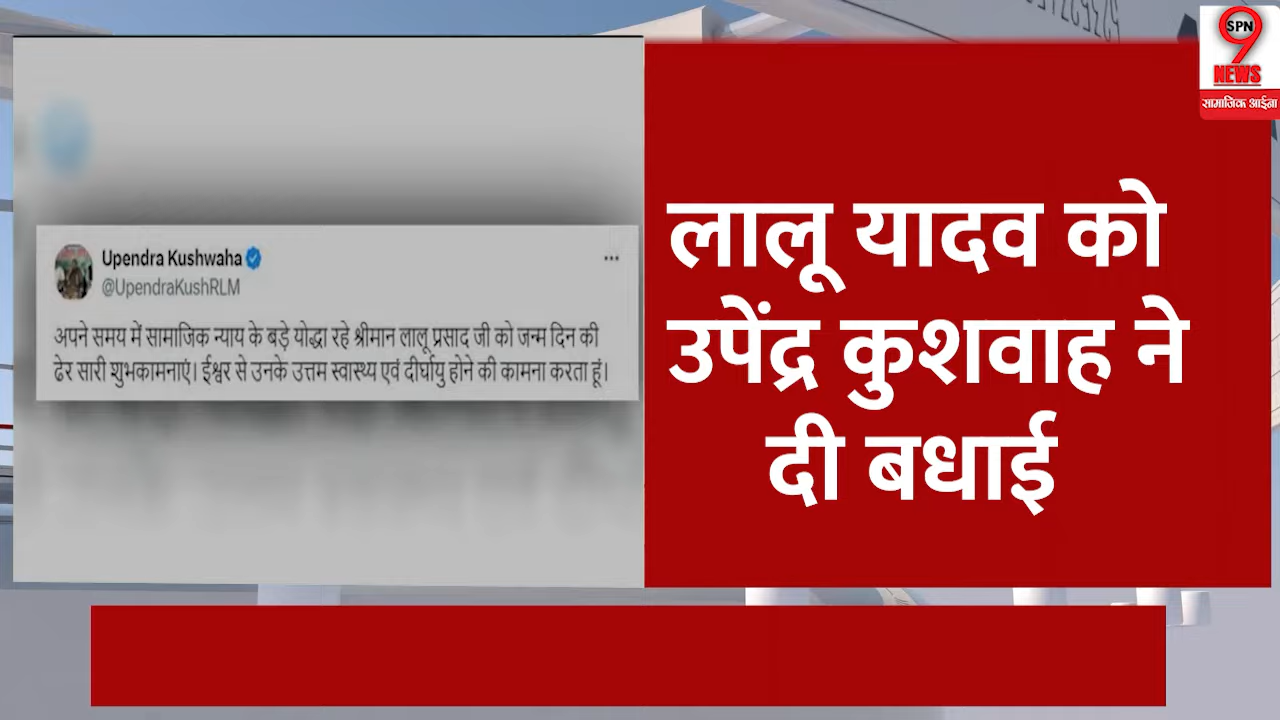 SPN
9
NEWS
सामाजिक आईना
Upendra Kushwaha
@UpendraKushRLM
अपने समय में सामाजिक न्याय के बड़े योद्धा रहे श्रीमान लालू प्रसाद जी को जन्म दिन की
ढेर सारी शुभकामनाएं। ईश्वर से उनके उत्तम स्वास्थ्य एवं दीर्घायु होने की कामना करता हूं।
लालू यादव को
उपेंद्र कुशवाह ने
दी बधाई